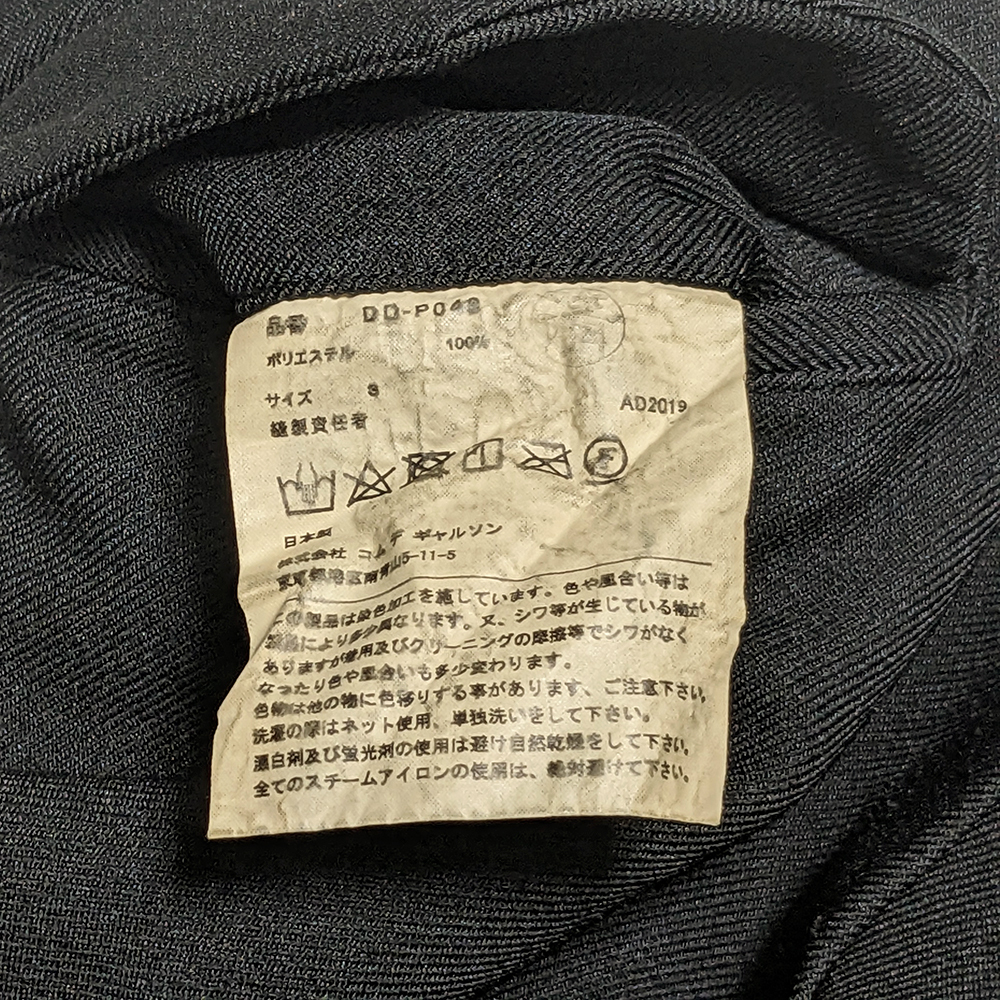 品番 DD-P048
ポリエステル 100%
サイズ S
AD2019
縫製責任者
F
日本製
株式会社 コムデ ギャルソン
東京都港区南青山5-11-5
この製品は染色加工を施しています。色や風合い等は
製品により多少異なります。又、シワ等が生じている物が
ありますが着用及びクリーニングの摩擦等でシワがなく
なったり色や風合いも多少変わります。
色物は他の物に色移りする事があります、ご注意下さい。
洗濯の際はネット使用、単独洗いをして下さい。
漂白剤及び蛍光剤の使用は避け自然乾燥をして下さい。
全てのスチームアイロンの使用は、絶対避けて下さい。